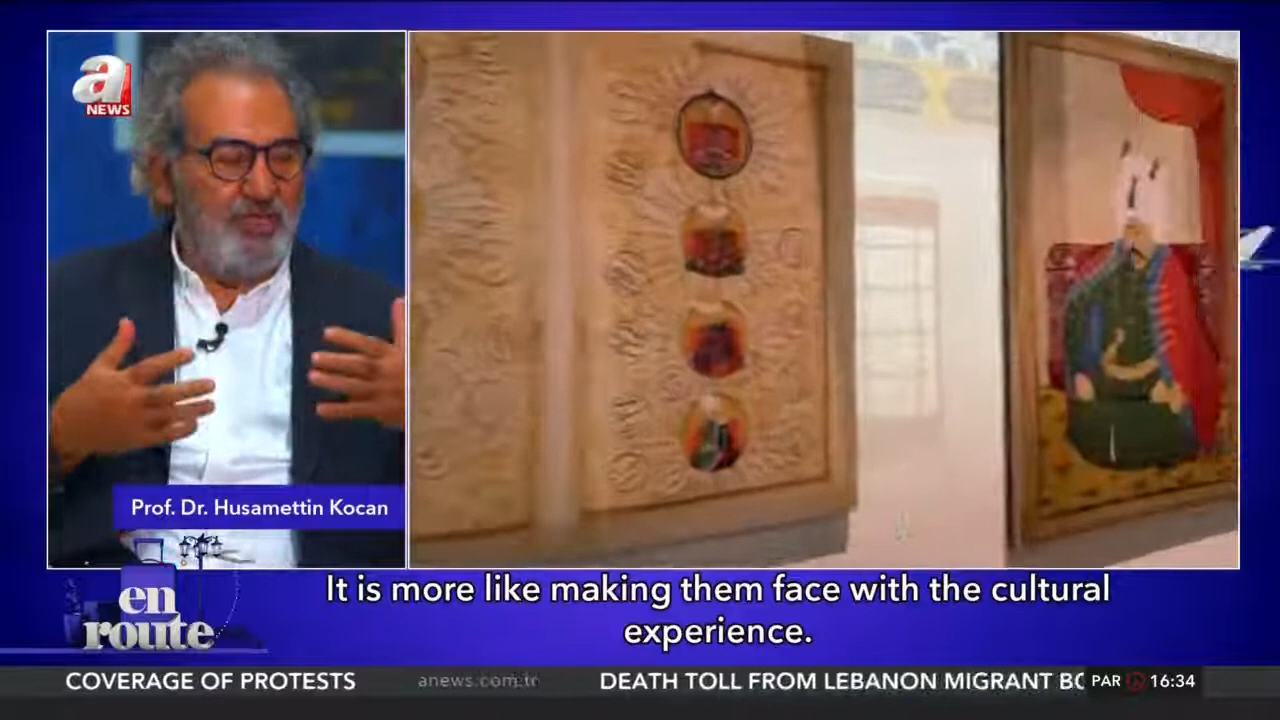 a
NEWS
Prof. Dr. Husamettin Kocan
en
route
It is more like making them face with the cultural
experience.
COVERAGE OF PROTESTS
anews.com.tr
DEATH TOLL FROM LEBANON MIGRANT BO
PAR 16:34